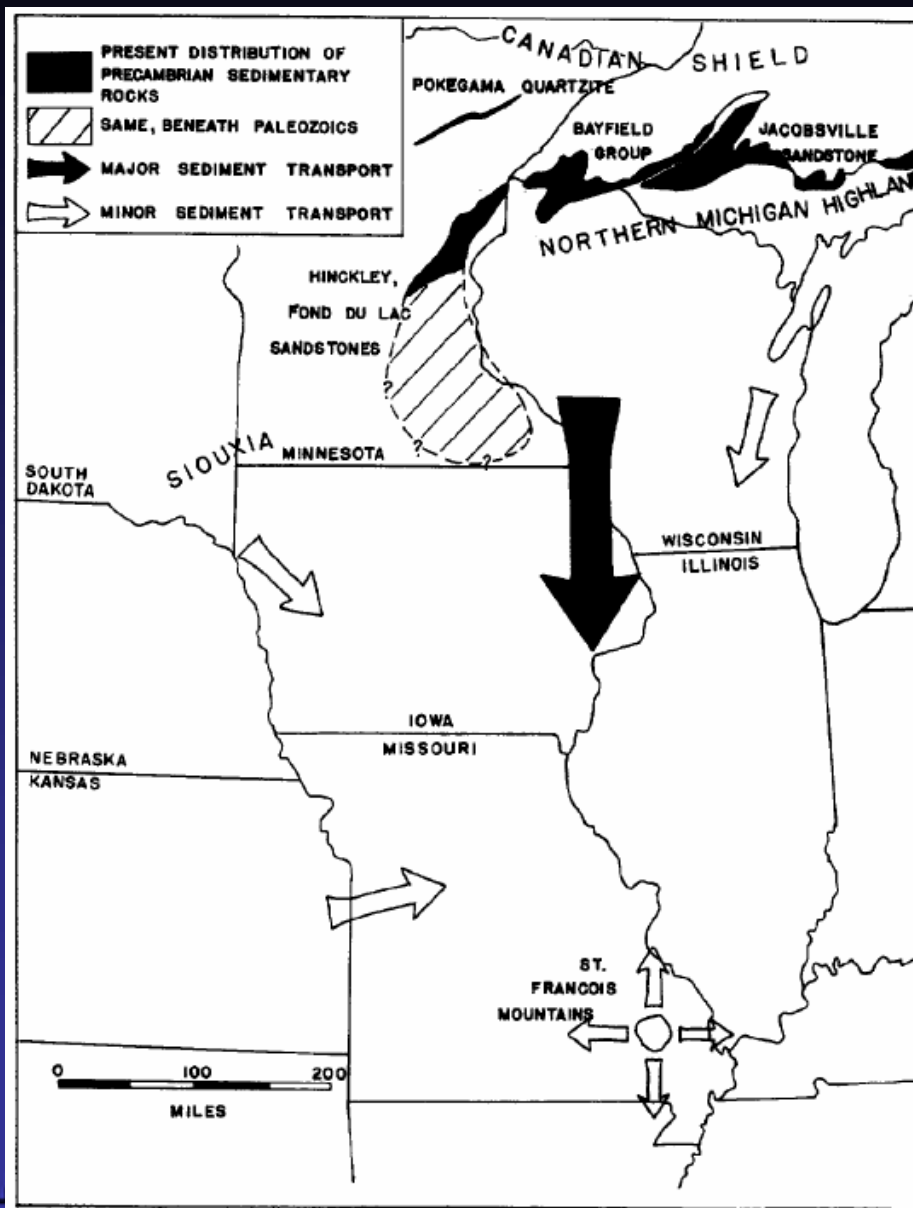 PRESENT DISTRIBUTION OF
PRECAMBRIAN SEDIMENTARY
ROCKS
SAME, BENEATH PALEOZOICS
MAJOR SEDIMENT TRANSPORT
MINOR SEDIMENT TRANSPORT
CANADIAN SHIELD
POKEGAMA QUARTZITE
BAYFIELD
GROUP
JACOBSVILLE
SANDSTONE
NORTHERN MICHIGAN HIGHLAN
HINCKLEY,
FOND DU LAC
SANDSTONES
?
?
?
SIOUXIA
MINNESOTA
SOUTH
DAKOTA
WISCONSIN
ILLINOIS
IOWA
MISSOURI
NEBRASKA
KANSAS
ST.
FRANCOIS
MOUNTAINS
0 100 200
MILES